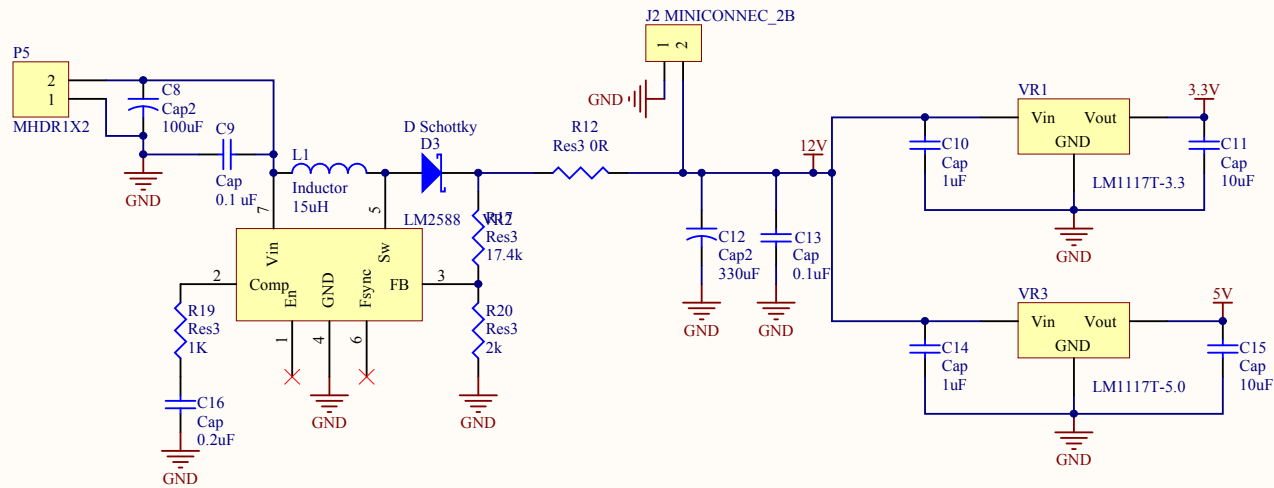 J2 MINICONNEC_2B
1
2
GND
P5
2
1
MHDR1X2
C8
Cap2
100uF
C9
Cap
0.1 uF
GND
L1
Inductor
15uH
D Schottky
D3
R12
Res3 0R
12V
7
5
LM2588
VR2
R17
Res3
17.4k
Vin
Sw
Comp
FB
En
GND
Fsync
2
3
1
4
6
R19
Res3
1K
C16
Cap
0.2uF
GND
GND
R20
Res3
2k
GND
C12
Cap2
330uF
GND
C13
Cap
0.1uF
GND
VR1
Vin
Vout
GND
LM1117T-3.3
3.3V
C10
Cap
1uF
C11
Cap
10uF
GND
VR3
Vin
Vout
GND
LM1117T-5.0
5V
C14
Cap
1uF
C15
Cap
10uF
GND